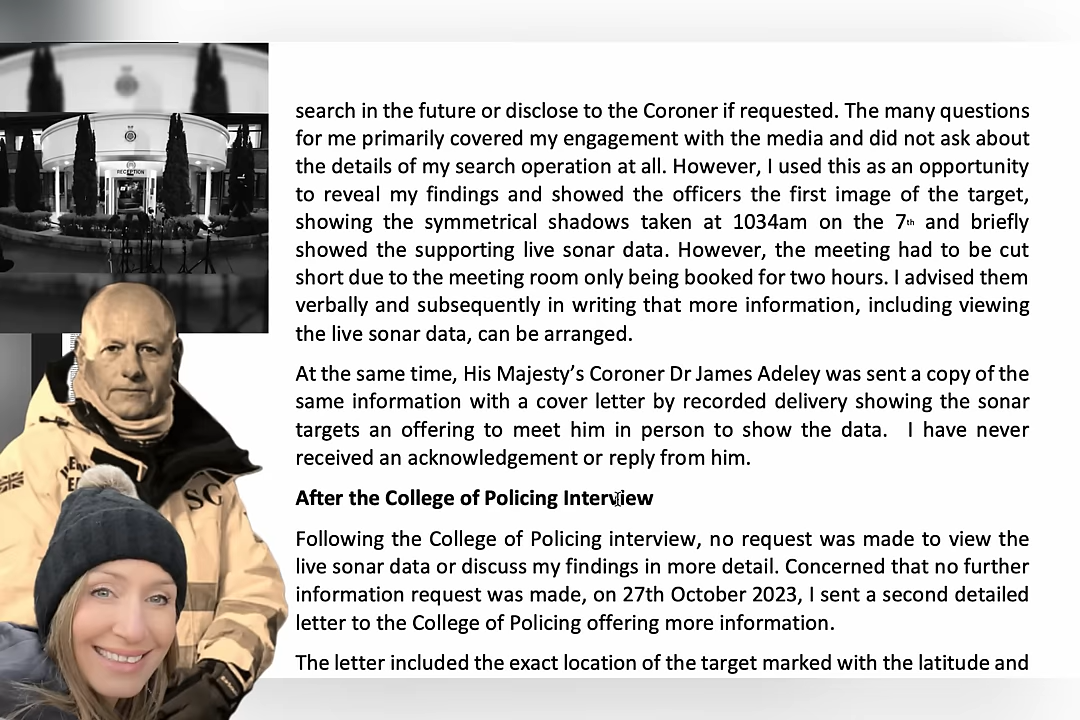 RECEPTION
SG
search in the future or disclose to the Coroner if requested. The many questions
for me primarily covered my engagement with the media and did not ask about
the details of my search operation at all. However, I used this as an opportunity
to reveal my findings and showed the officers the first image of the target,
showing the symmetrical shadows taken at 1034am on the 7th and briefly
showed the supporting live sonar data. However, the meeting had to be cut
short due to the meeting room only being booked for two hours. I advised them
verbally and subsequently in writing that more information, including viewing
the live sonar data, can be arranged.
At the same time, His Majesty’s Coroner Dr James Adeley was sent a copy of the
same information with a cover letter by recorded delivery showing the sonar
targets an offering to meet him in person to show the data. I have never
received an acknowledgement or reply from him.
After the College of Policing Interview
Following the College of Policing interview, no request was made to view the
live sonar data or discuss my findings in more detail. Concerned that no further
information request was made, on 27th October 2023, I sent a second detailed
letter to the College of Policing offering more information.
The letter included the exact location of the target marked with the latitude and